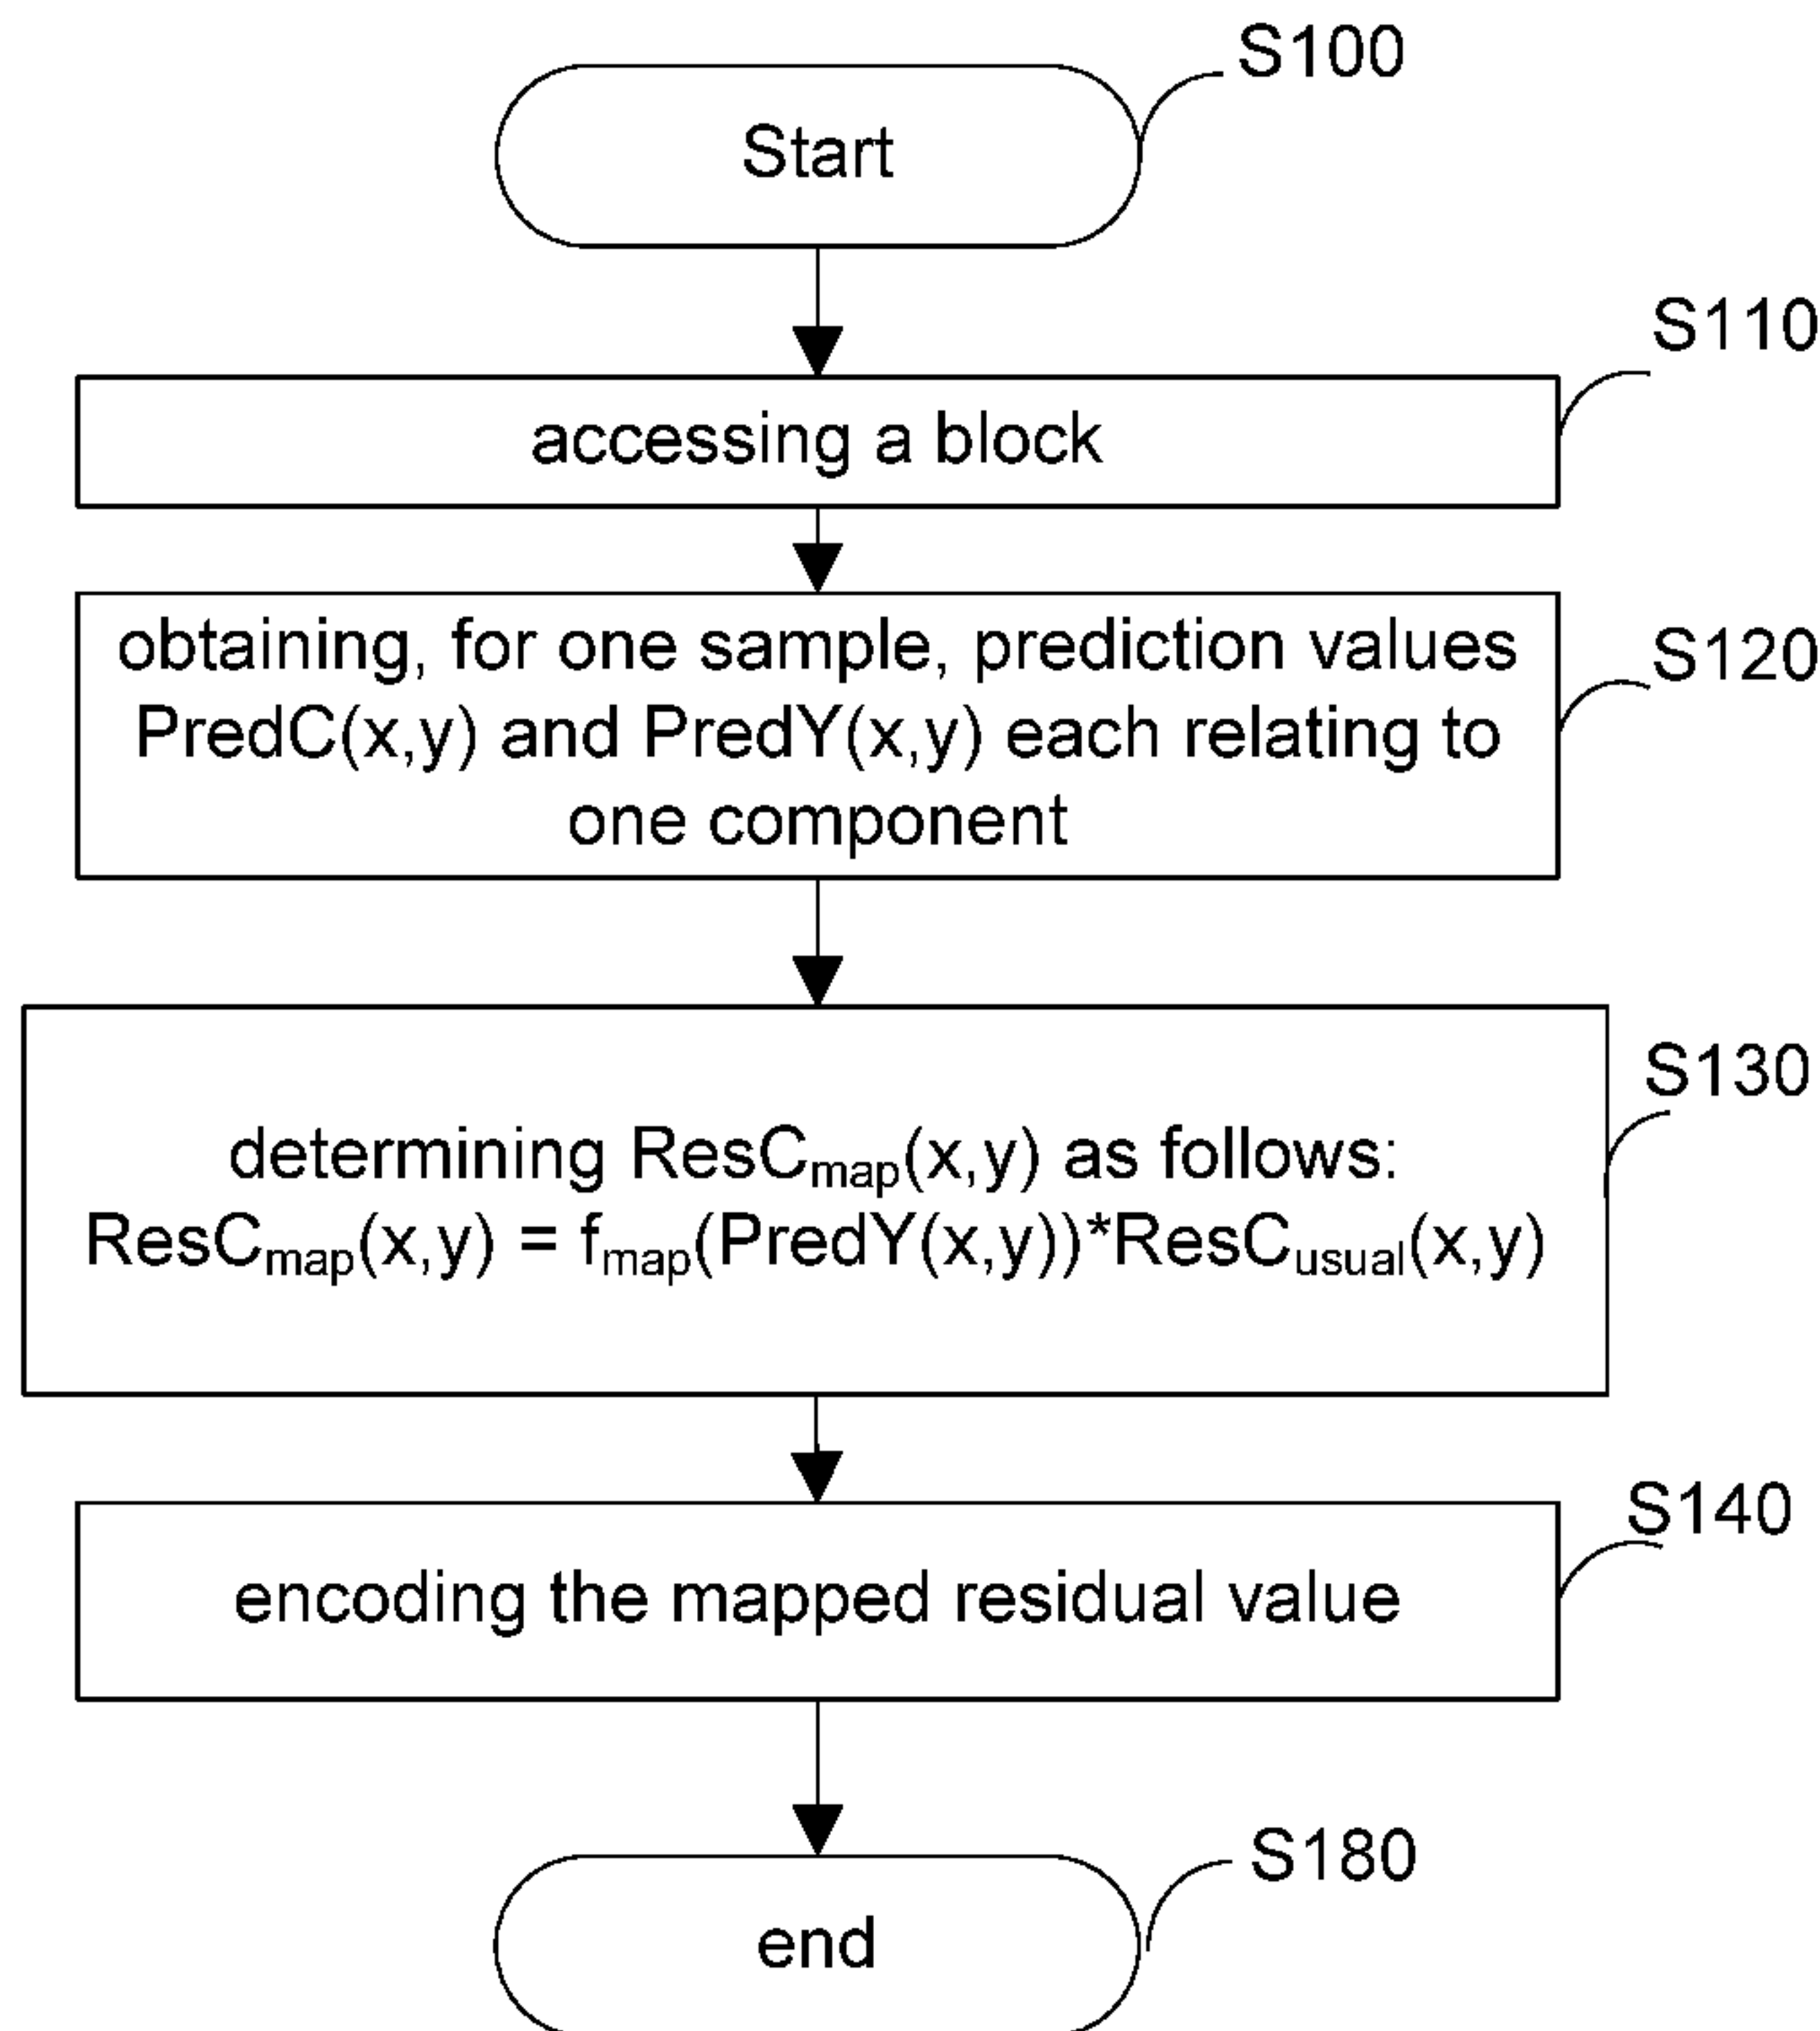 S100
Start
S110
accessing a block
S120
obtaining, for one sample, prediction values
PredC(x,y) and PredY(x,y) each relating to
one component
S130
determining ResCmap(x,y) as follows:
ResCmap(x,y) = fmap(PredY(x,y))*ResCusual(x,y)
S140
encoding the mapped residual value
S180
end